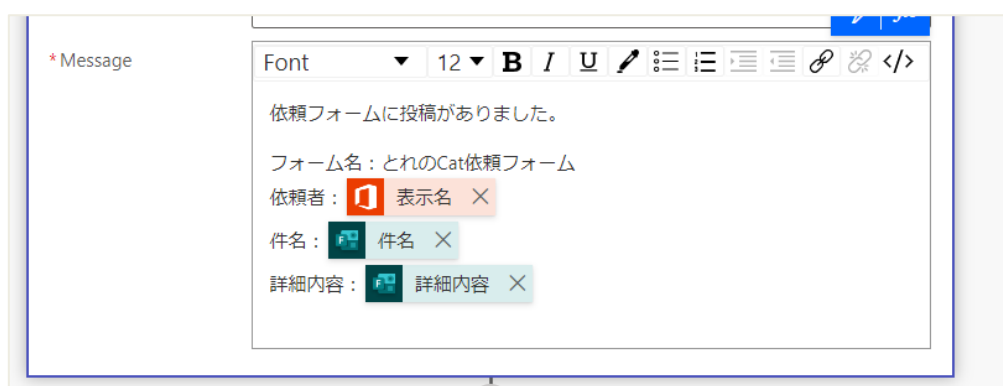 * Message
Font 12 B I U </>
依頼フォームに投稿がありました。
フォーム名：とれのCat依頼フォーム
依頼者： 表示名
件名： 件名
詳細内容： 詳細内容